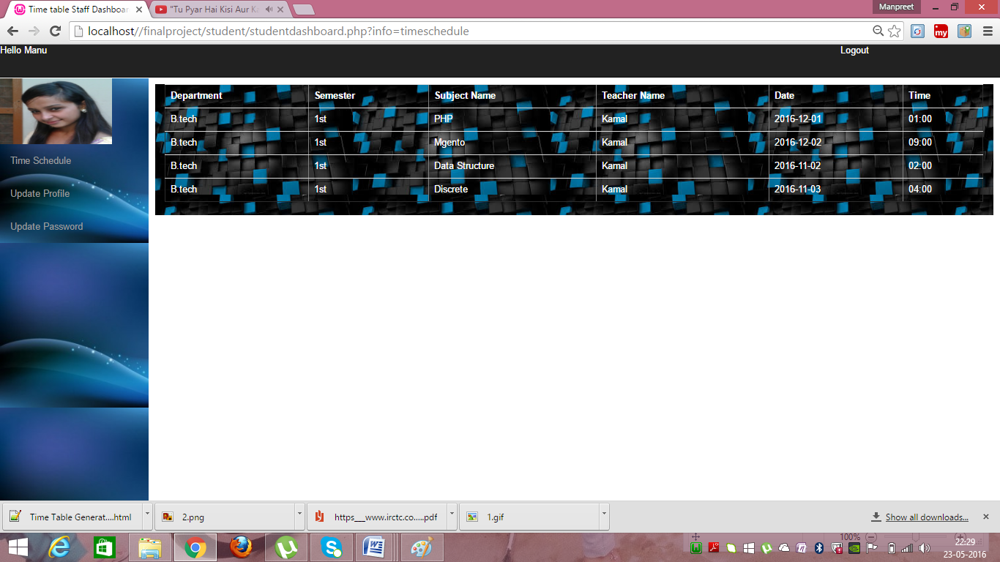 Time table Staff Dashboar
"Tu Pyar Hai Kisi Aur Ka
Manpreet
localhost//finalproject/student/studentdashboard.php?info=timeschedule
my
Hello Manu
Logout
Time Schedule
Update Profile
Update Password
Department Semester Subject Name Teacher Name Date Time
B.tech 1st PHP Kamal 2016-12-01 01:00
B.tech 1st Mgento Kamal 2016-12-02 09:00
B.tech 1st Data Structure Kamal 2016-11-02 02:00
B.tech 1st Discrete Kamal 2016-11-03 04:00
Time Table Generat....html
2.png
https___www.irctc.co.....pdf
1.gif
Show all downloads...
100%
22:29
23-05-2016